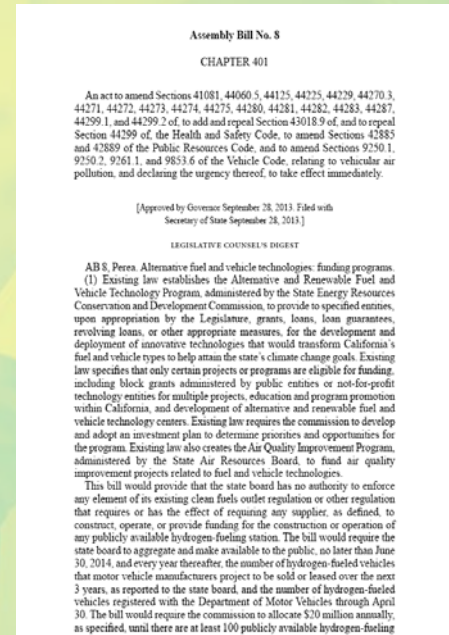 Assembly Bill No. 8
CHAPTER 401
An act to amend Sections 41081, 44060.5, 44125, 44225, 44229, 44270.3,
44271, 44272, 44273, 44274, 44275, 44280, 44281, 44282, 44283, 44287,
44299.1, and 44299.2 of, to add and repeal Section 43018.9 of, and to repeal
Section 44299 of, the Health and Safety Code, to amend Sections 42885
and 42889 of the Public Resources Code, and to amend Sections 9250.1,
9250.2, 9261.1, and 9853.6 of the Vehicle Code, relating to vehicular air
pollution, and declaring the urgency thereof, to take effect immediately.
[Approved by Governor September 28, 2013. Filed with
Secretary of State September 28, 2013.]
LEGISLATIVE COUNSEL'S DIGEST
AB 8, Perea. Alternative fuel and vehicle technologies: funding programs.
(1) Existing law establishes the Alternative and Renewable Fuel and
Vehicle Technology Program, administered by the State Energy Resources
Conservation and Development Commission, to provide to specified entities,
upon appropriation by the Legislature, grants, loans, loan guarantees,
revolving loans, or other appropriate measures, for the development and
deployment of innovative technologies that would transform California's
fuel and vehicle types to help attain the state's climate change goals. Existing
law specifies that only certain projects or programs are eligible for funding,
including block grants administered by public entities or not-for-profit
technology entities for multiple projects, education and program promotion
within California, and development of alternative and renewable fuel and
vehicle technology centers. Existing law requires the commission to develop
and adopt an investment plan to determine priorities and opportunities for
the program. Existing law also creates the Air Quality Improvement Program,
administered by the State Air Resources Board, to fund air quality
improvement projects related to fuel and vehicle technologies.
This bill would provide that the state board has no authority to enforce
any element of its existing clean fuels outlet regulation or other regulation
that requires or has the effect of requiring any supplier, as defined, to
construct, operate, or provide funding for the construction or operation of
any publicly available hydrogen-fueling station. The bill would require the
state board to aggregate and make available to the public, no later than June
30, 2014, and every year thereafter, the number of hydrogen-fueled vehicles
that motor vehicle manufacturers project to be sold or leased over the next
3 years, as reported to the state board, and the number of hydrogen-fueled
vehicles registered with the Department of Motor Vehicles through April
30. The bill would require the commission to allocate $20 million annually,
as specified, until there are at least 100 publicly available hydrogen-fueling